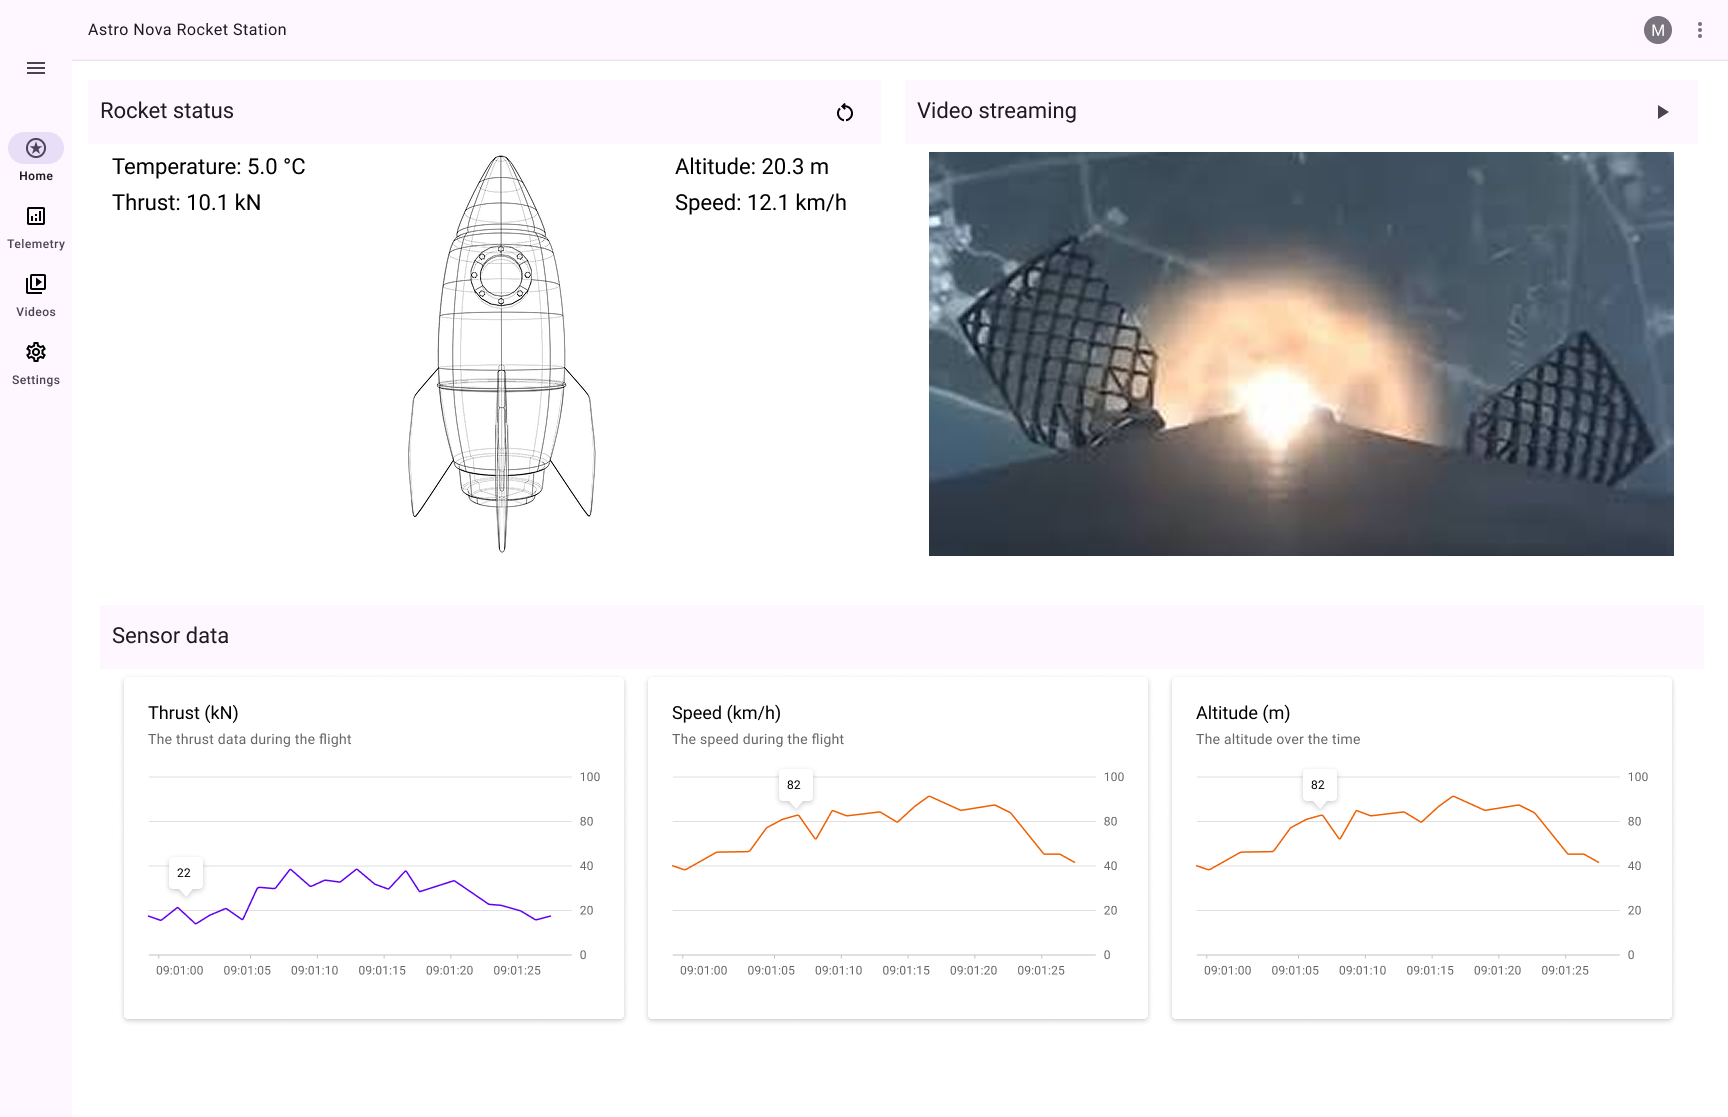 Astro Nova Rocket Station
M
Home
Telemetry
Videos
Settings
Rocket status
Temperature: 5.0 °C
Thrust: 10.1 kN
Altitude: 20.3 m
Speed: 12.1 km/h
Video streaming
Sensor data
Thrust (kN)
The thrust data during the flight
100
80
40
20
0
22
09:01:00 09:01:05 09:01:10 09:01:15 09:01:20 09:01:25
Speed (km/h)
The speed during the flight
100
80
40
20
0
82
09:01:00 09:01:05 09:01:10 09:01:15 09:01:20 09:01:25
Altitude (m)
The altitude over the time
100
80
40
20
0
82
09:01:00 09:01:05 09:01:10 09:01:15 09:01:20 09:01:25